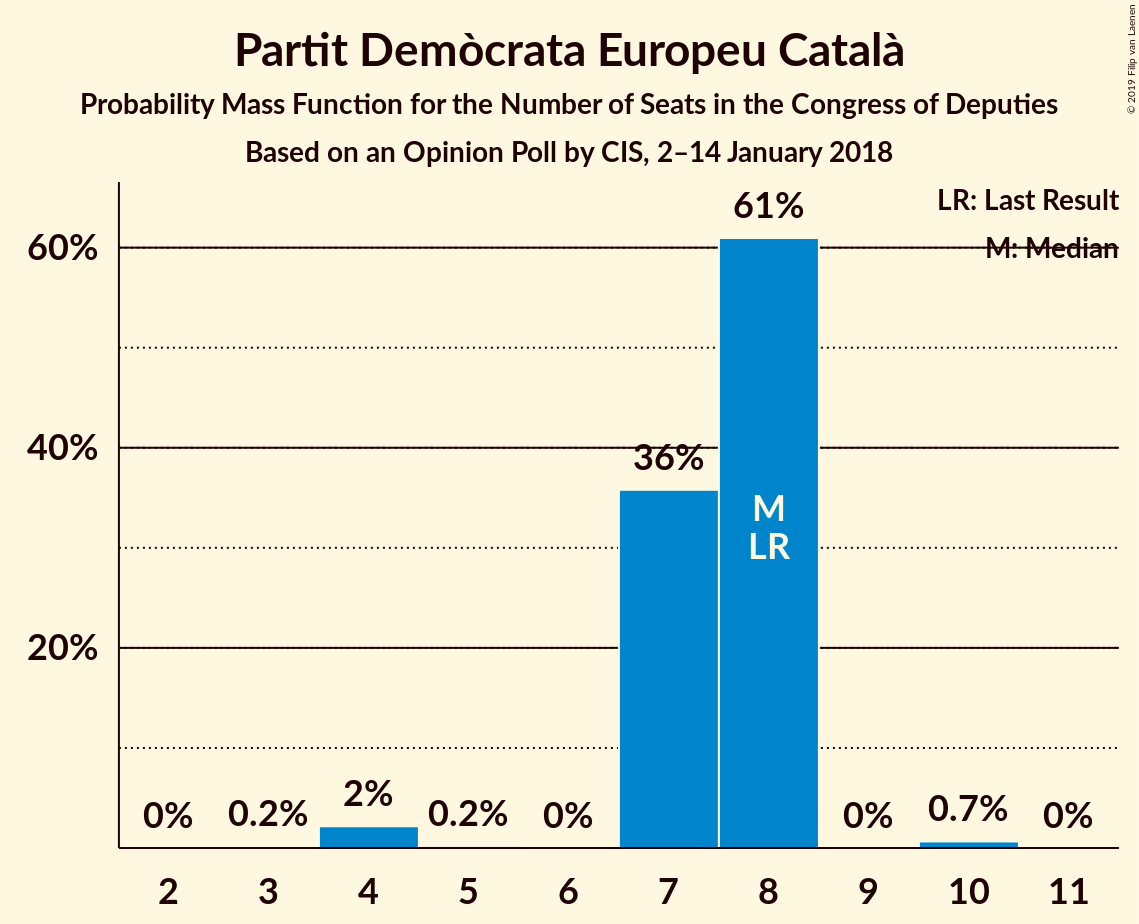 Partit Demòcrata Europeu Català
Probability Mass Function for the Number of Seats in the Congress of Deputies
Based on an Opinion Poll by CIS, 2–14 January 2018
© 2019 Filip van Laenen
LR: Last Result
M: Median
60%
40%
20%
0%
0.2%
2%
0.2%
0%
36%
61%
M
LR
0%
0.7%
0%
2
3
4
5
6
7
8
9
10
11